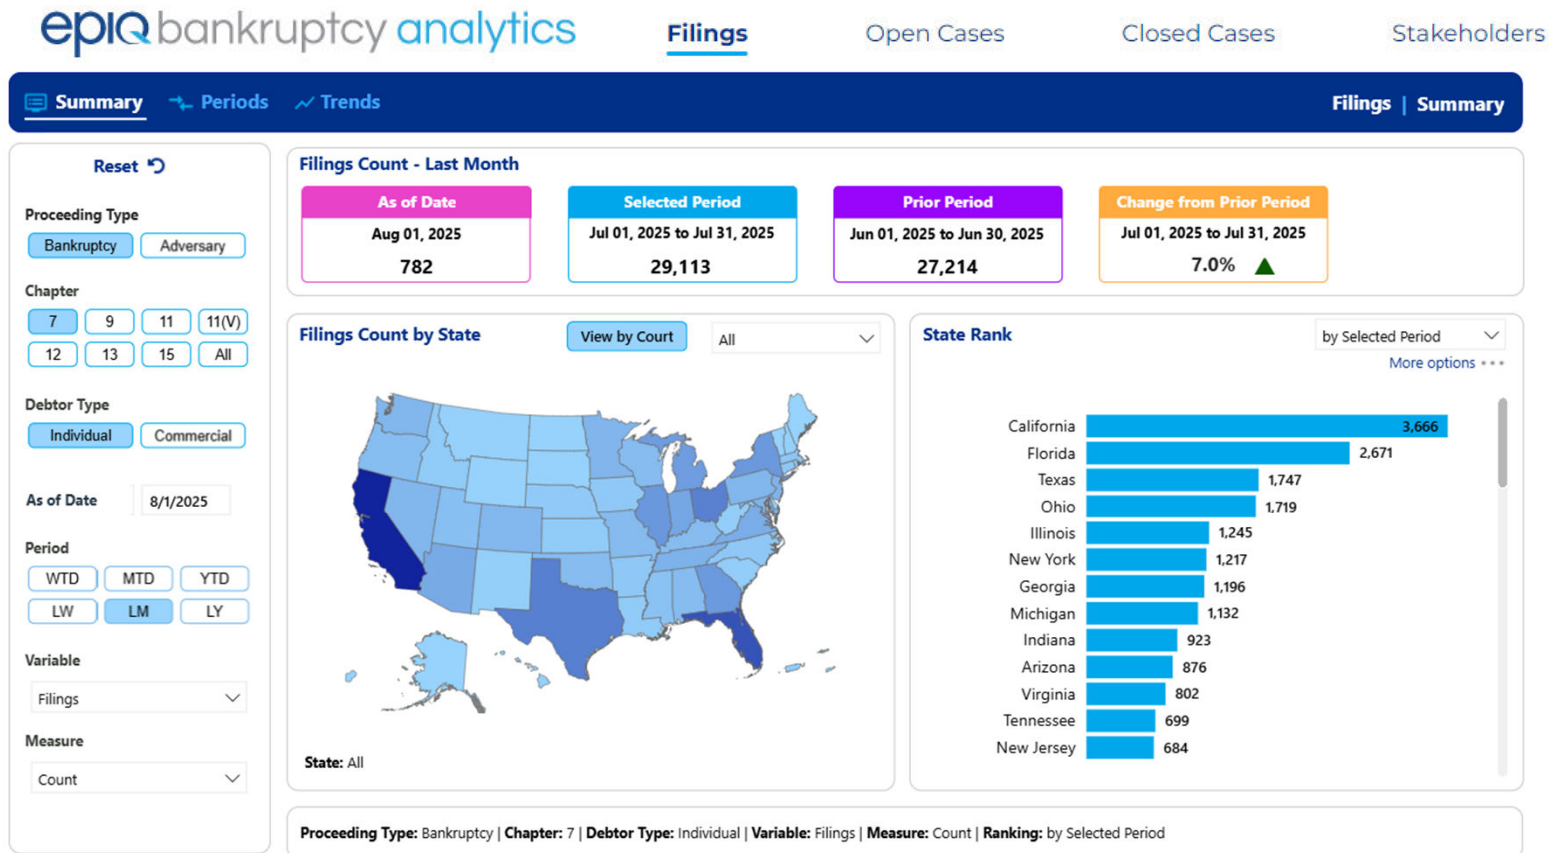 epiq bankruptcy analytics
Filings
Open Cases
Closed Cases
Stakeholders
Summary
Periods
Trends
Filings | Summary
Reset
Proceeding Type
Bankruptcy
Adversary
Chapter
7
9
11
11(V)
12
13
15
All
Debtor Type
Individual
Commercial
As of Date
8/1/2025
Period
WTD
MTD
YTD
LW
LM
LY
Variable
Filings
Measure
Count
Filings Count - Last Month
As of Date
Aug 01, 2025
782
Selected Period
Jul 01, 2025 to Jul 31, 2025
29,113
Prior Period
Jun 01, 2025 to Jun 30, 2025
27,214
Change from Prior Period
Jul 01, 2025 to Jul 31, 2025
7.0%
Filings Count by State
View by Court
All
State: All
State Rank
by Selected Period
More options
California 3,666
Florida 2,671
Texas 1,747
Ohio 1,719
Illinois 1,245
New York 1,217
Georgia 1,196
Michigan 1,132
Indiana 923
Arizona 876
Virginia 802
Tennessee 699
New Jersey 684
Proceeding Type: Bankruptcy | Chapter: 7 | Debtor Type: Individual | Variable: Filings | Measure: Count | Ranking: by Selected Period